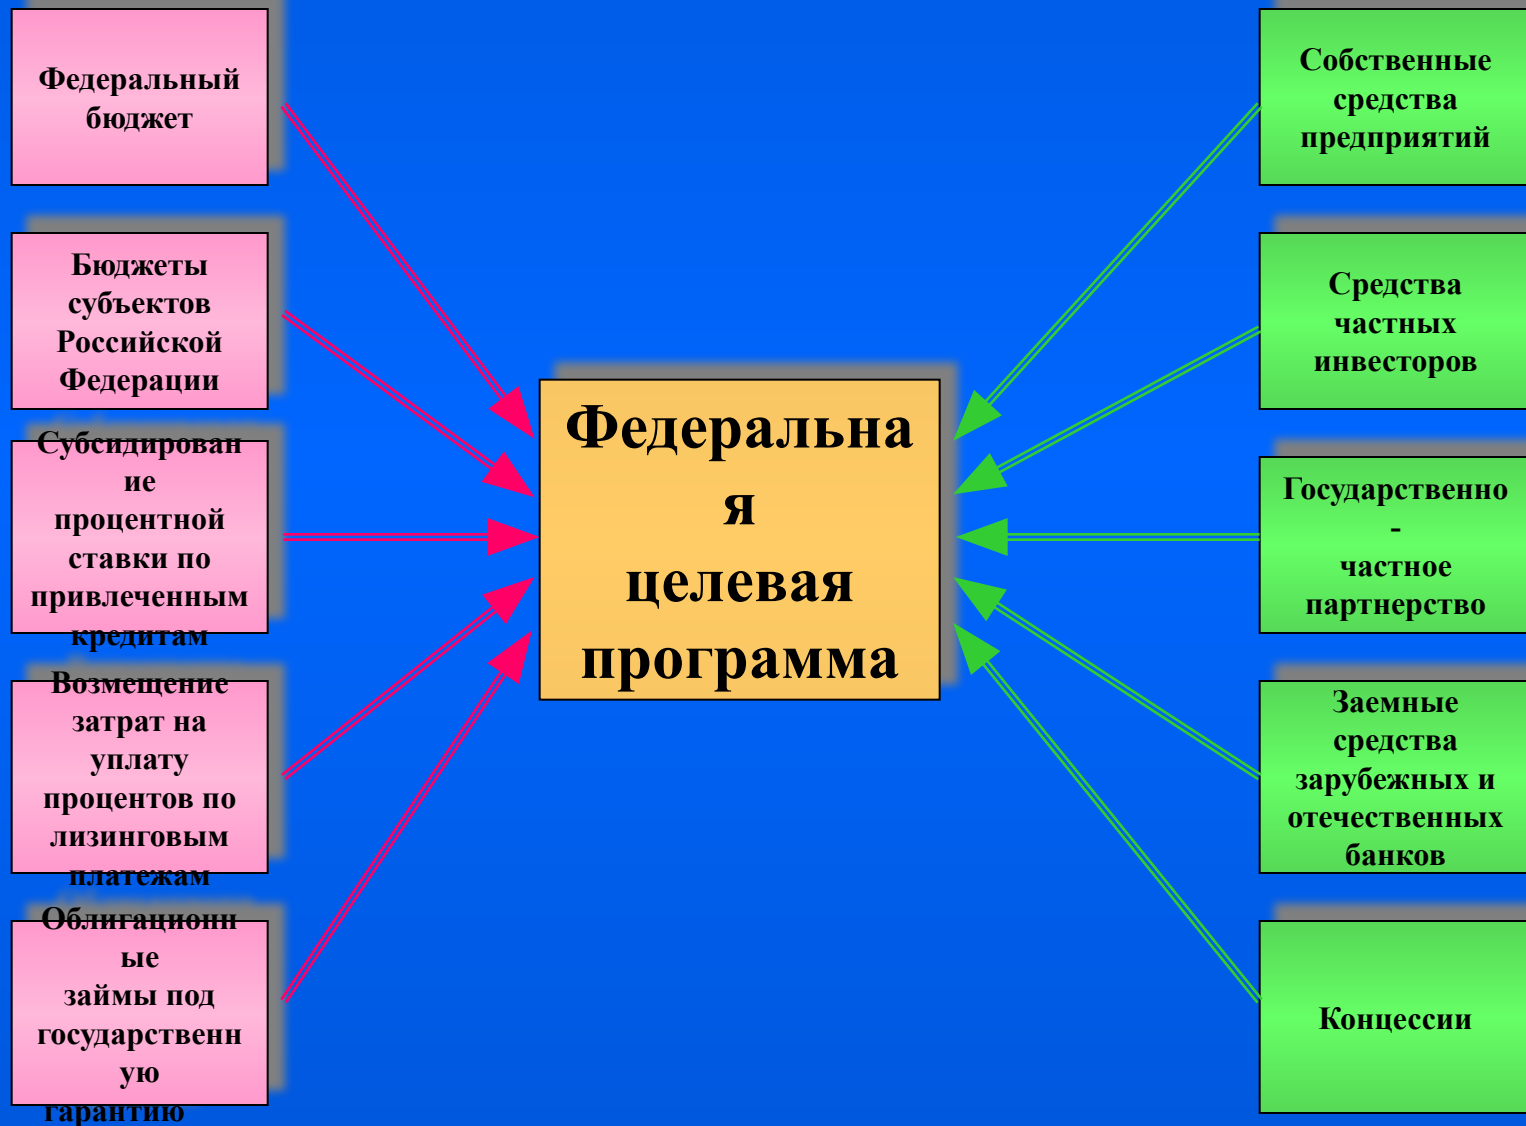 Федеральный
бюджет
Бюджеты
субъектов
Российской
Федерации
Субсидирован
ие
процентной
ставки по
привлеченным
кредитам
Возмещение
затрат на
уплату
процентов по
лизинговым
платежам
Облигационн
ые
займы под
государственн
ую
гарантию
Федеральна
я
целевая
программа
Собственные
средства
предприятий
Средства
частных
инвесторов
Государственно
-
частное
партнерство
Заемные
средства
зарубежных и
отечественных
банков
Концессии